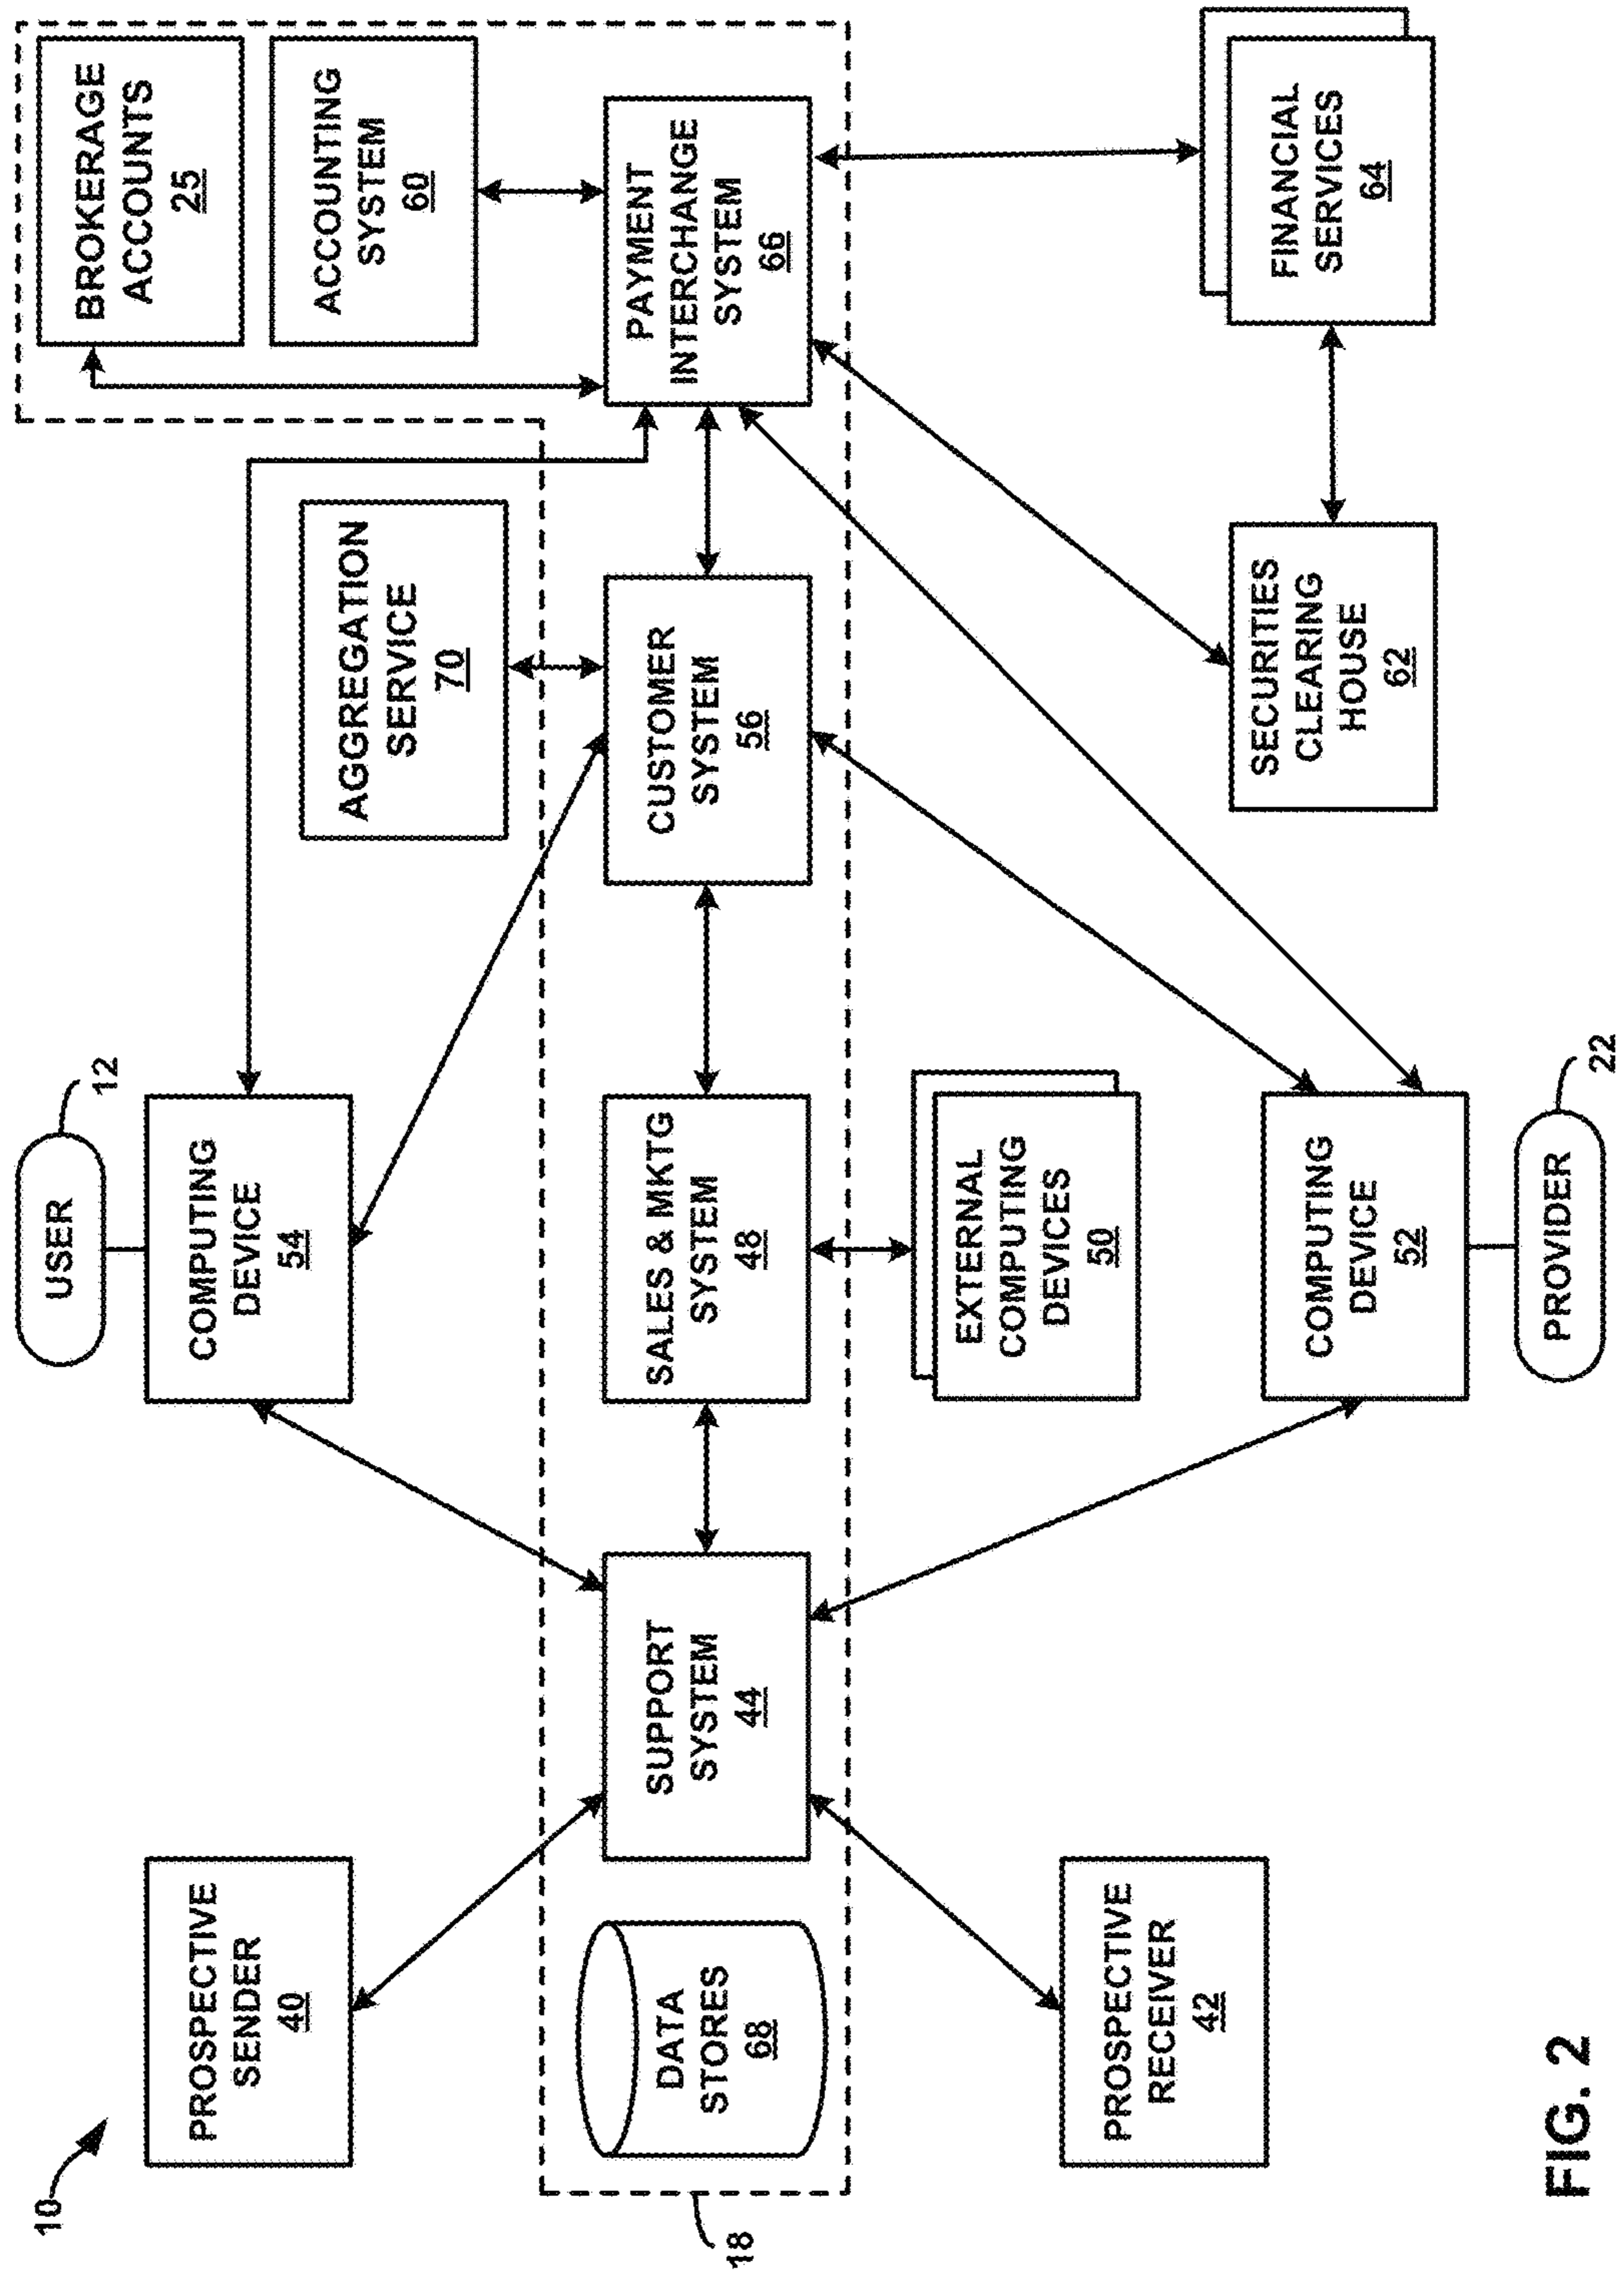 10
USER
12
COMPUTING
DEVICE
54
PROSPECTIVE
SENDER
40
BROKERAGE
ACCOUNTS
25
ACCOUNTING
SYSTEM
60
AGGREGATION
SERVICE
70
DATA
STORES
68
SUPPORT
SYSTEM
44
SALES & MKTG
SYSTEM
48
CUSTOMER
SYSTEM
56
PAYMENT
INTERCHANGE
SYSTEM
66
18
EXTERNAL
COMPUTING
DEVICES
50
PROSPECTIVE
RECEIVER
42
COMPUTING
DEVICE
52
SECURITIES
CLEARING
HOUSE
62
FINANCIAL
SERVICES
64
PROVIDER
22
FIG. 2